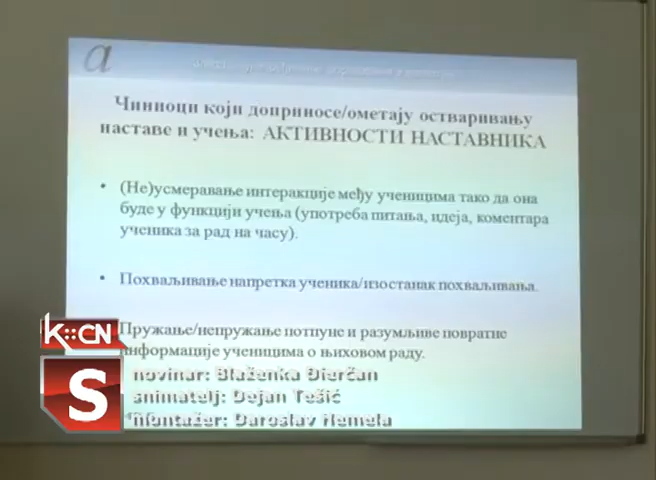 a
Чиниоци који доприносе/ометају остваривању
наставе и учења: АКТИВНОСТИ НАСТАВНИКА
• (Не)усмеравање интеракције међу ученицима тако да она
буде у функцији учења (употреба питања, идеја, коментара
ученика за рад на часу).
• Похваљивање напретка ученика/изостанак похваљивања.
Пружање/непружање потпуне и разумљиве повратне
информације ученицима о њиховом раду.
K::CN
S
novinar: Blaženka Đierčan
snimatelj: Dejan Tešić
montažer: Daroslav Hemela